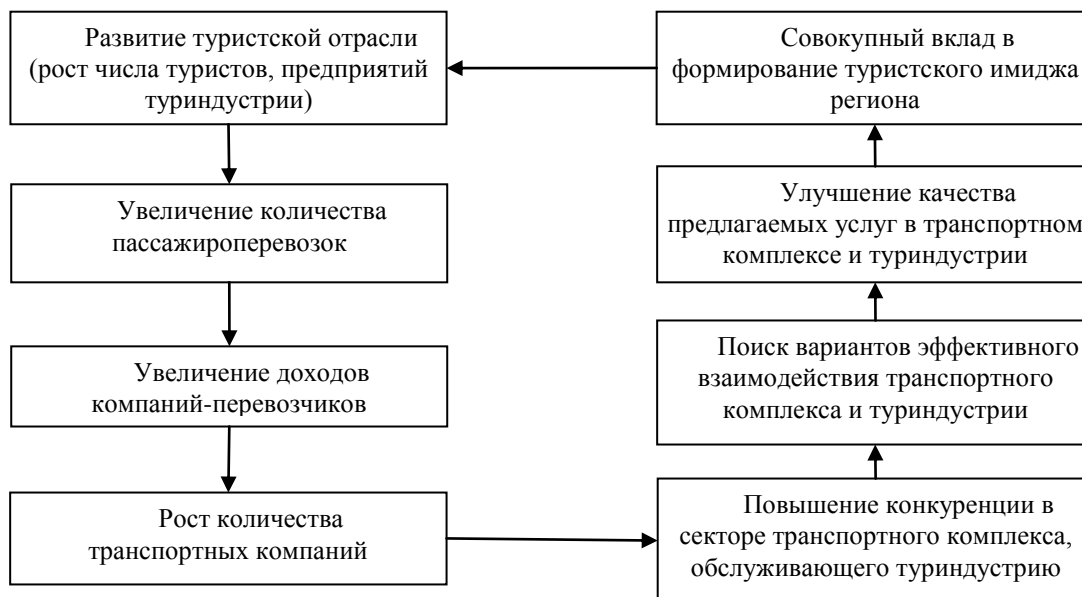 Развитие туристской отрасли
(рост числа туристов, предприятий
туриндустрии)
Увеличение количества
пассажироперевозок
Увеличение доходов
компаний-перевозчиков
Рост количества
транспортных компаний
Повышение конкуренции в
секторе транспортного комплекса,
обслуживающего туриндустрию
Поиск вариантов эффективного
взаимодействия транспортного
комплекса и туриндустрии
Улучшение качества
предлагаемых услуг в транспортном
комплексе и туриндустрии
Совокупный вклад в
формирование туристского имиджа
региона